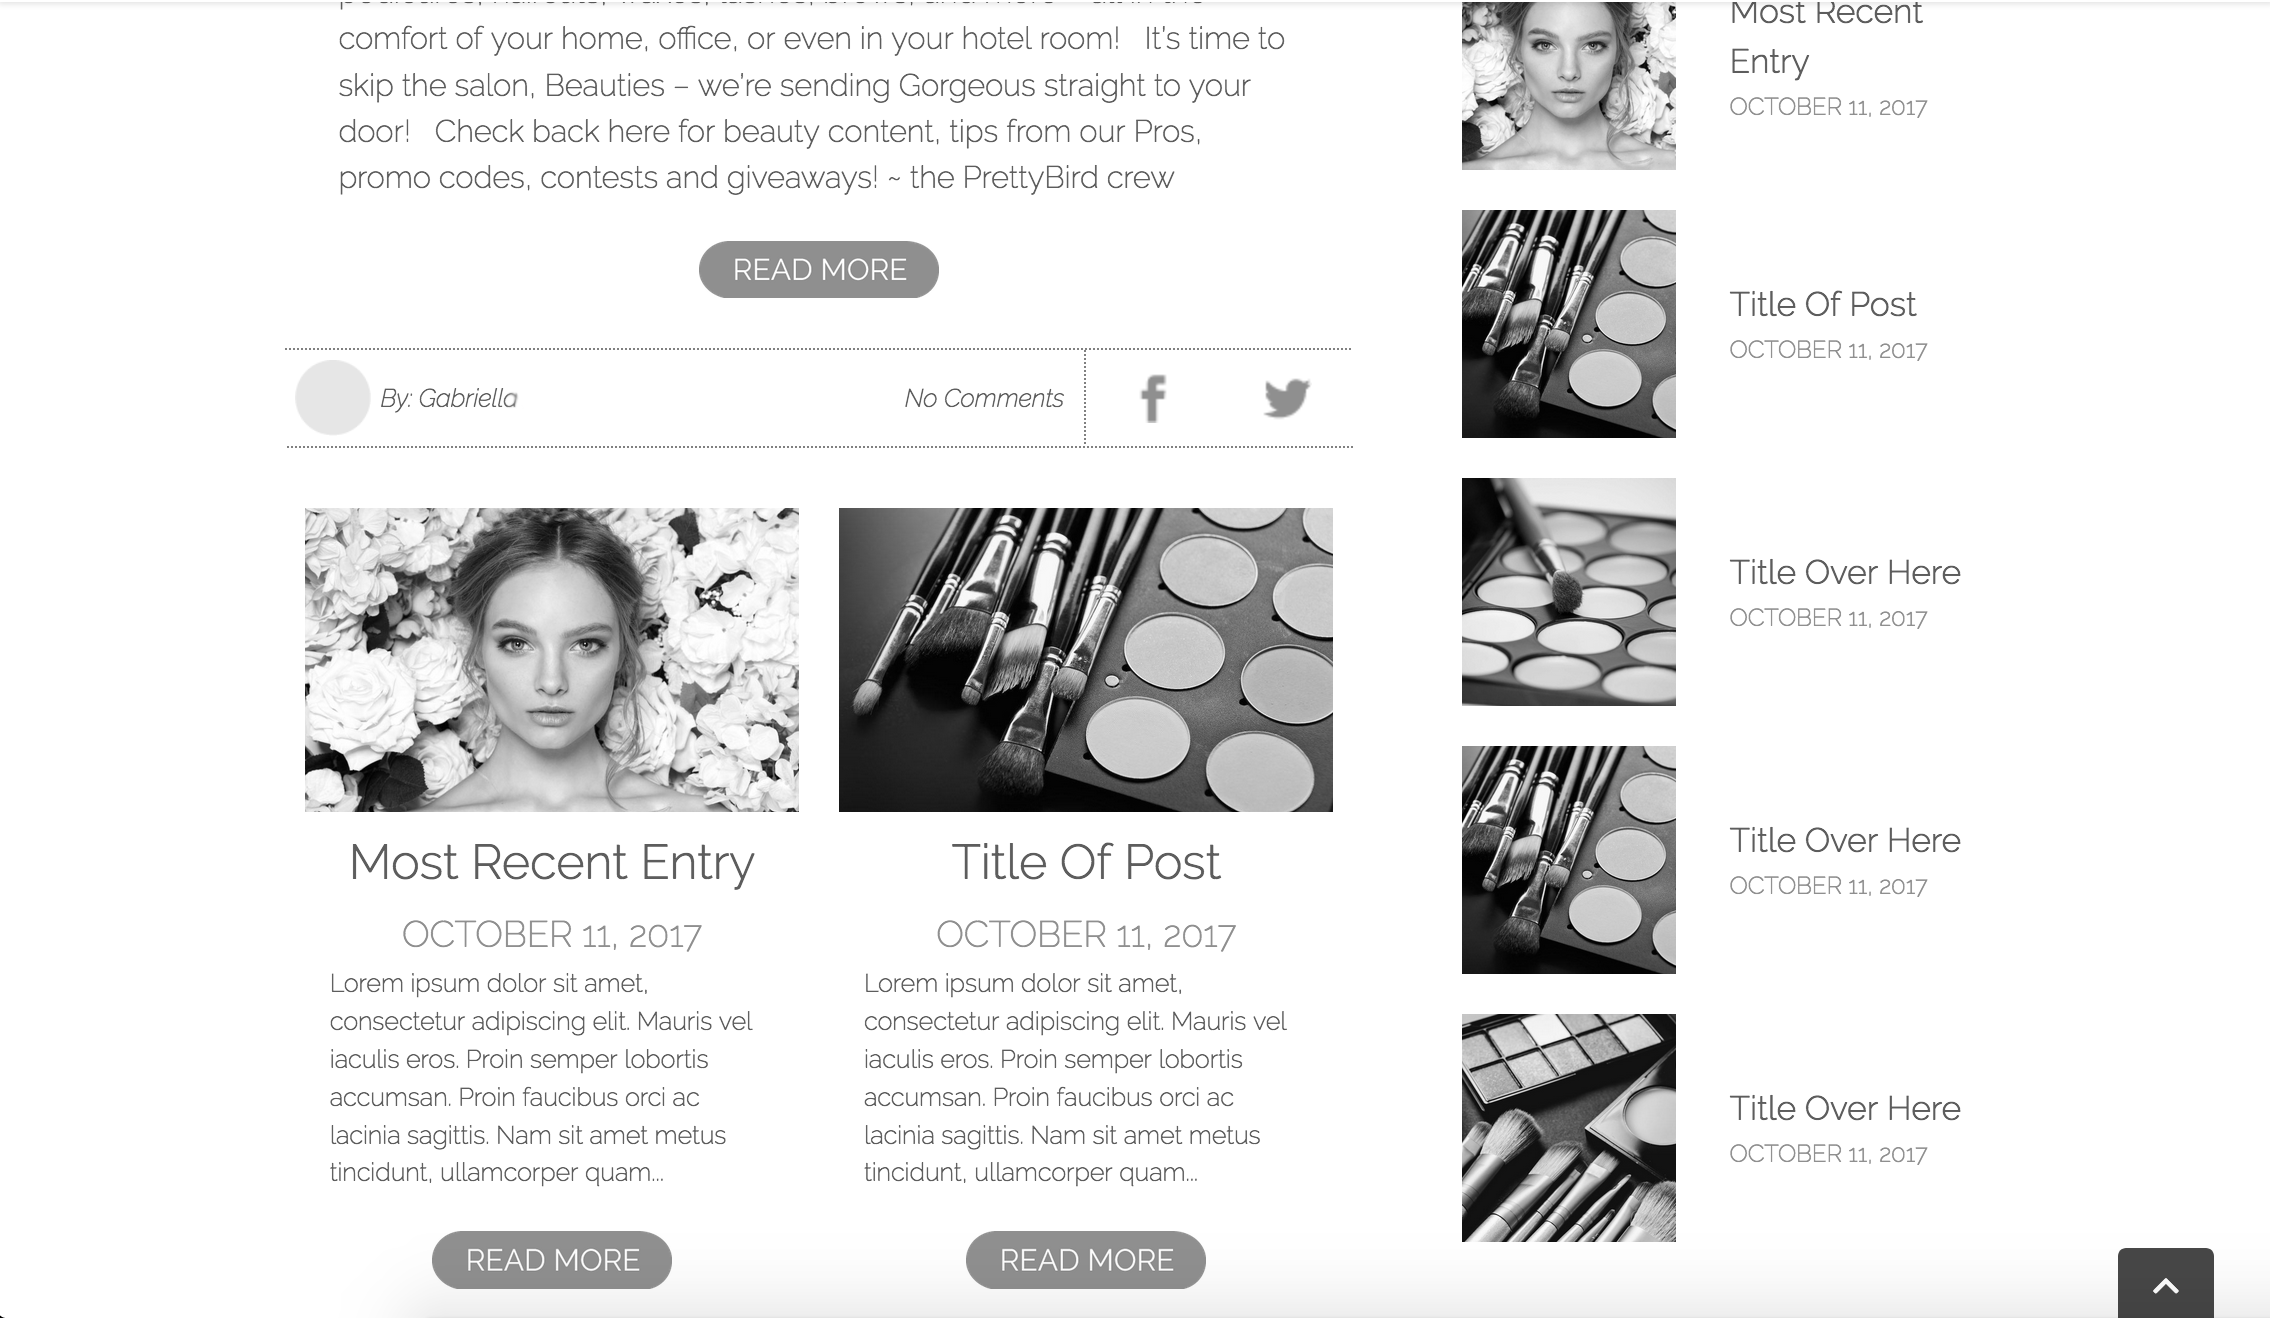 comfort of your home, office, or even in your hotel room!   It's time to
skip the salon, Beauties – we're sending Gorgeous straight to your
door!   Check back here for beauty content, tips from our Pros,
promo codes, contests and giveaways! ~ the PrettyBird crew
READ MORE
By: Gabriella
No Comments
Most Recent Entry
OCTOBER 11, 2017
Lorem ipsum dolor sit amet,
consectetur adipiscing elit. Mauris vel
iaculis eros. Proin semper lobortis
accumsan. Proin faucibus orci ac
lacinia sagittis. Nam sit amet metus
tincidunt, ullamcorper quam...
READ MORE
Title Of Post
OCTOBER 11, 2017
Lorem ipsum dolor sit amet,
consectetur adipiscing elit. Mauris vel
iaculis eros. Proin semper lobortis
accumsan. Proin faucibus orci ac
lacinia sagittis. Nam sit amet metus
tincidunt, ullamcorper quam...
READ MORE
Most Recent
Entry
OCTOBER 11, 2017
Title Of Post
OCTOBER 11, 2017
Title Over Here
OCTOBER 11, 2017
Title Over Here
OCTOBER 11, 2017
Title Over Here
OCTOBER 11, 2017